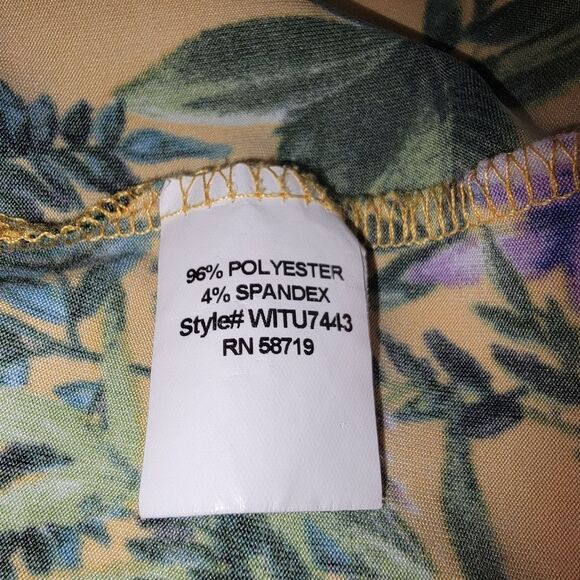 96% POLYESTER
4% SPANDEX
Style# WITU7443
RN 58719